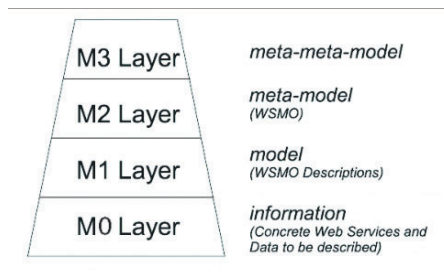 M3 Layer
meta-meta-model
M2 Layer
meta-model
(WSMO)
M1 Layer
model
(WSMO Descriptions)
M0 Layer
information
(Concrete Web Services and
Data to be described)